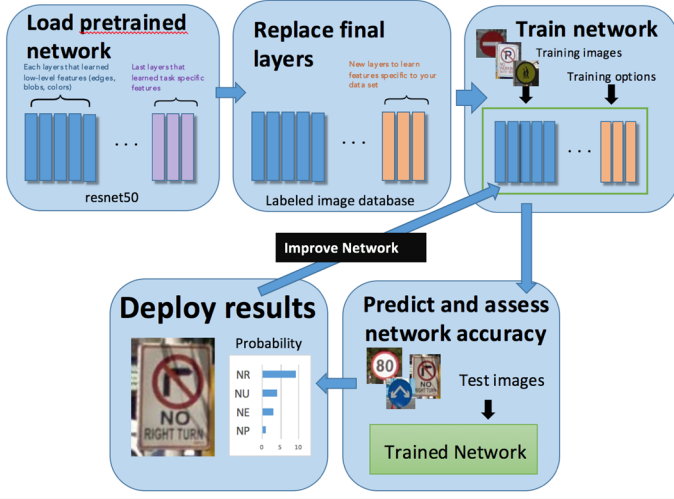 Load pretrained
network
Each layers that learned
low-level features (edges,
blobs, colors)
Last layers that
learned task specific
features
. . .
resnet50
Replace final
layers
New layers to learn
features specific to your
data set
. . .
Labeled image database
Train network
Training images
Training options
. . .
Improve Network
Deploy results
NO
RIGHT TURN
Probability
NR
NU
NE
NP
0 5 10
Predict and assess
network accuracy
80
NO
RIGHT TURN
Test images
Trained Network